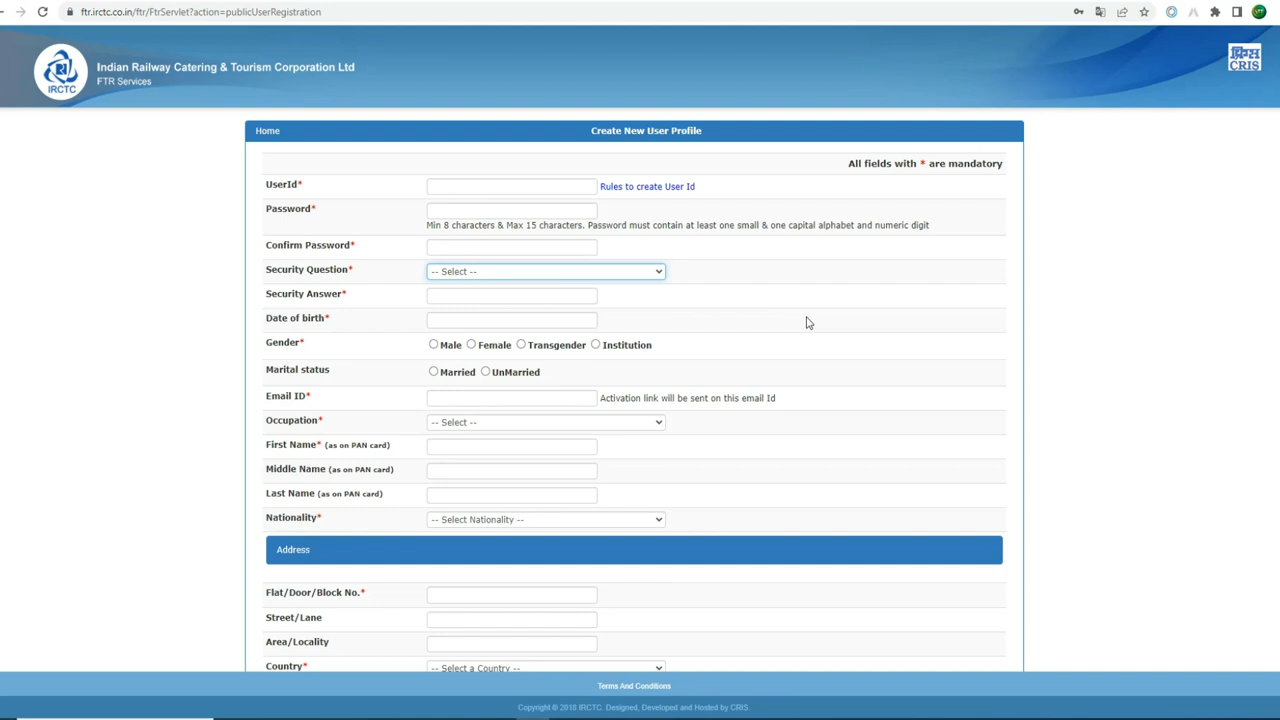 ftr.irctc.co.in/ftr/FtrServlet?action=publicUserRegistration
Indian Railway Catering & Tourism Corporation Ltd
FTR Services
IRCTC
क्रिस
CRIS
Home
Create New User Profile
All fields with * are mandatory
UserId*
Rules to create User Id
Password*
Min 8 characters & Max 15 characters. Password must contain at least one small & one capital alphabet and numeric digit
Confirm Password*
Security Question*
-- Select --
Security Answer*
Date of birth*
Gender*
Male Female Transgender Institution
Marital status
Married UnMarried
Email ID*
Activation link will be sent on this email Id
Occupation*
-- Select --
First Name* (as on PAN card)
Middle Name (as on PAN card)
Last Name (as on PAN card)
Nationality*
-- Select Nationality --
Address
Flat/Door/Block No.*
Street/Lane
Area/Locality
Country*
-- Select a Country --
Terms And Conditions
Copyright © 2018 IRCTC. Designed, Developed and Hosted by CRIS.